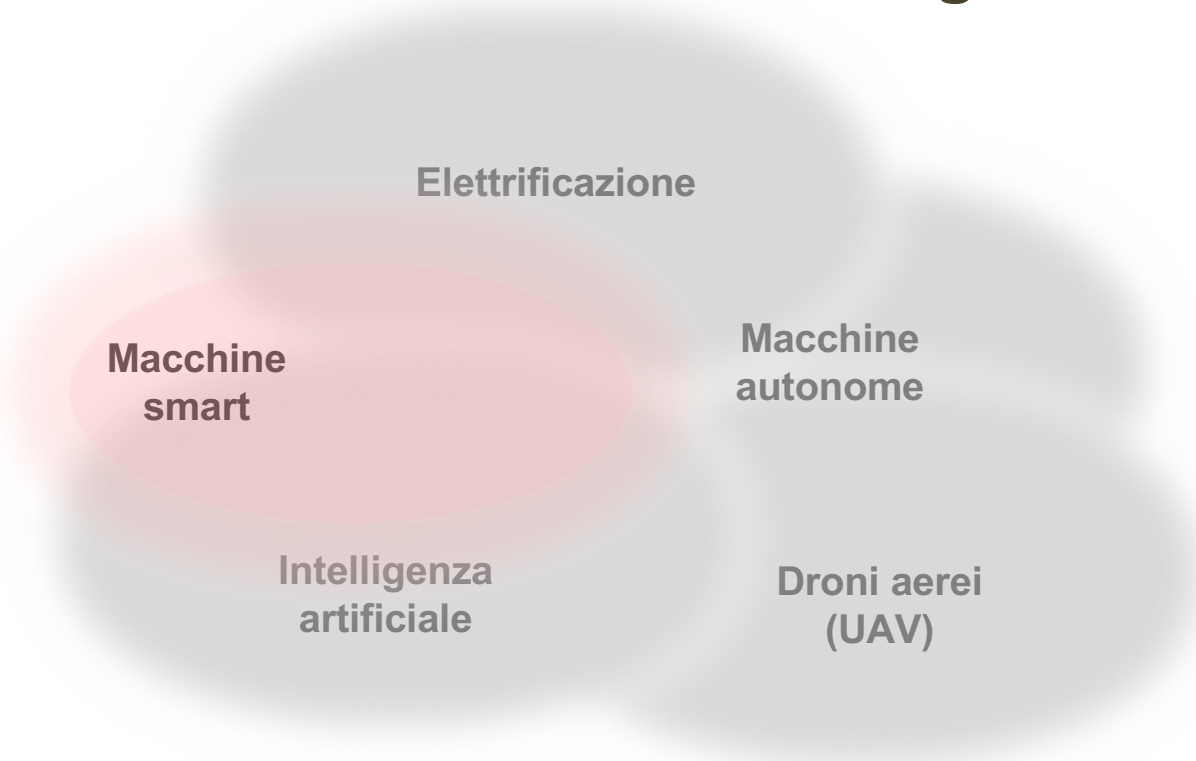 Elettrificazione
Macchine
autonome
Macchine
smart
Intelligenza
artificiale
Droni aerei
(UAV)